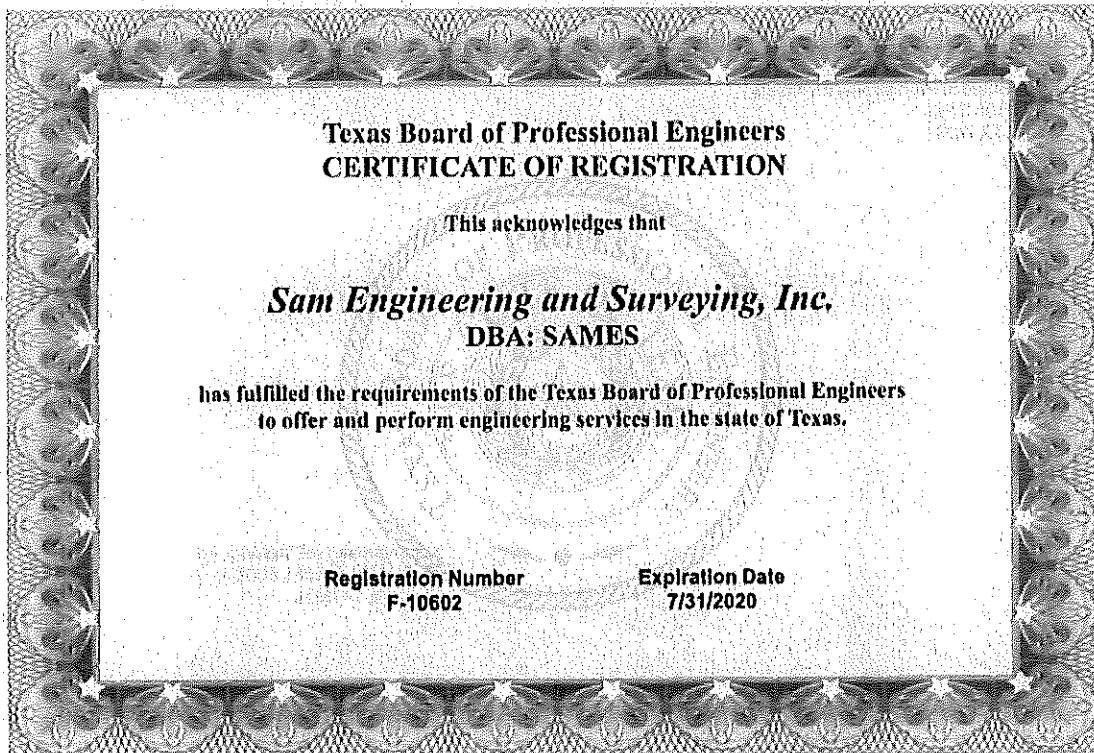 Texas Board of Professional Engineers
CERTIFICATE OF REGISTRATION
This acknowledges that
Sam Engineering and Surveying, Inc.
DBA: SAMES
has fulfilled the requirements of the Texas Board of Professional Engineers
to offer and perform engineering services in the state of Texas.
Registration Number
F-10602
Expiration Date
7/31/2020